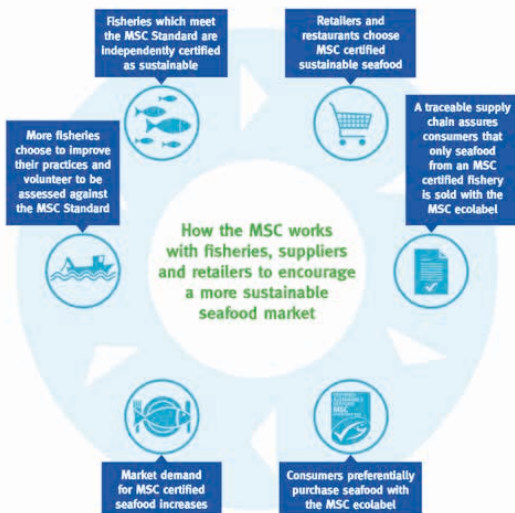 Fisheries which meet
the MSC Standard are
independently certified
as sustainable
Retailers and
restaurants choose
MSC certified
sustainable seafood
A traceable supply
chain assures
consumers that
only seafood
from an MSC
certified fishery
is sold with the
MSC ecolabel
Consumers preferentially
purchase seafood with
the MSC ecolabel
Market demand
for MSC certified
seafood increases
More fisheries
choose to improve
their practices and
volunteer to be
assessed against
the MSC Standard
How the MSC works
with fisheries, suppliers
and retailers to encourage
a more sustainable
seafood market
CERTIFIED
SUSTAINABLE
SEAFOOD
MSC